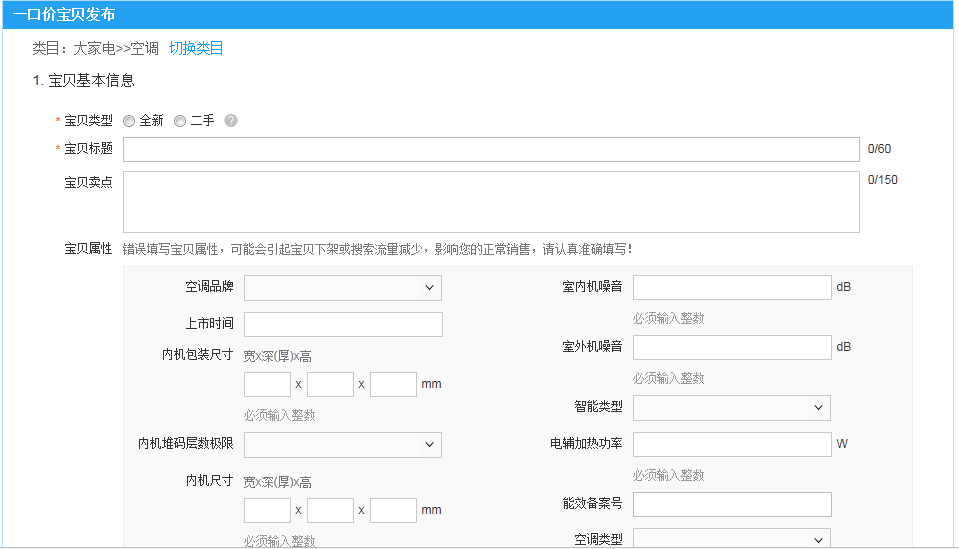 一口价宝贝发布
类目：大家电>>空调 切换类目
1. 宝贝基本信息
* 宝贝类型 全新 二手 ?
* 宝贝标题 0/60
宝贝卖点 0/150
宝贝属性 错误填写宝贝属性，可能会引起宝贝下架或搜索流量减少，影响您的正常销售，请认真准确填写！
空调品牌
上市时间
内机包装尺寸 宽x深(厚)x高
x x mm
必须输入整数
内机堆码层数极限
内机尺寸 宽x深(厚)x高
x x mm
必须输入整数
室内机噪音 dB
必须输入整数
室外机噪音 dB
必须输入整数
智能类型
电辅加热功率 W
必须输入整数
能效备案号
空调类型